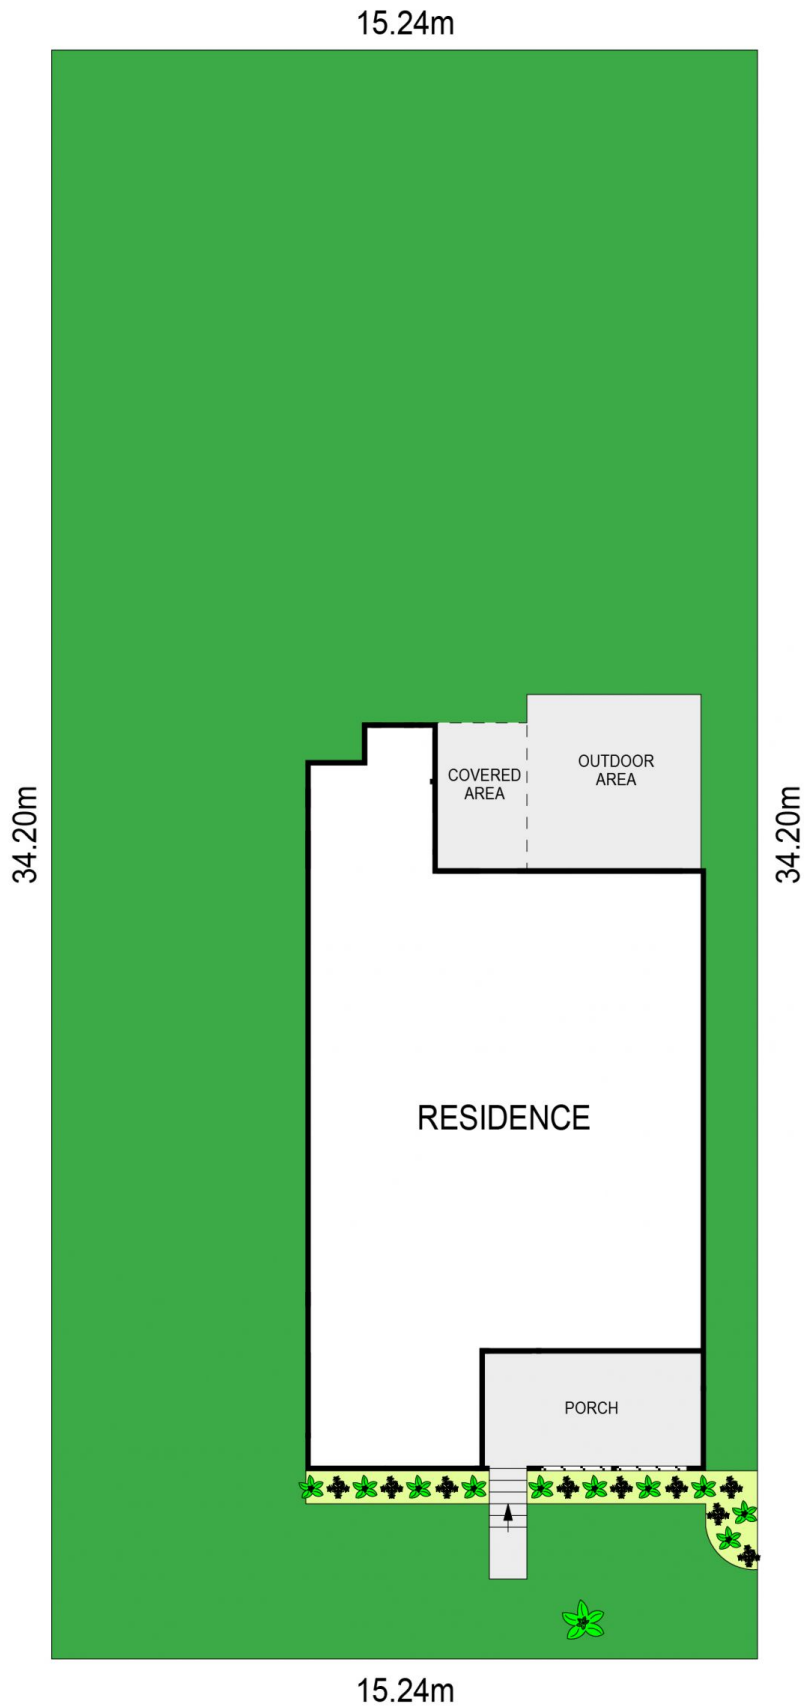 15.24m
COVERED
AREA
OUTDOOR
AREA
34.20m
34.20m
RESIDENCE
PORCH
15.24m